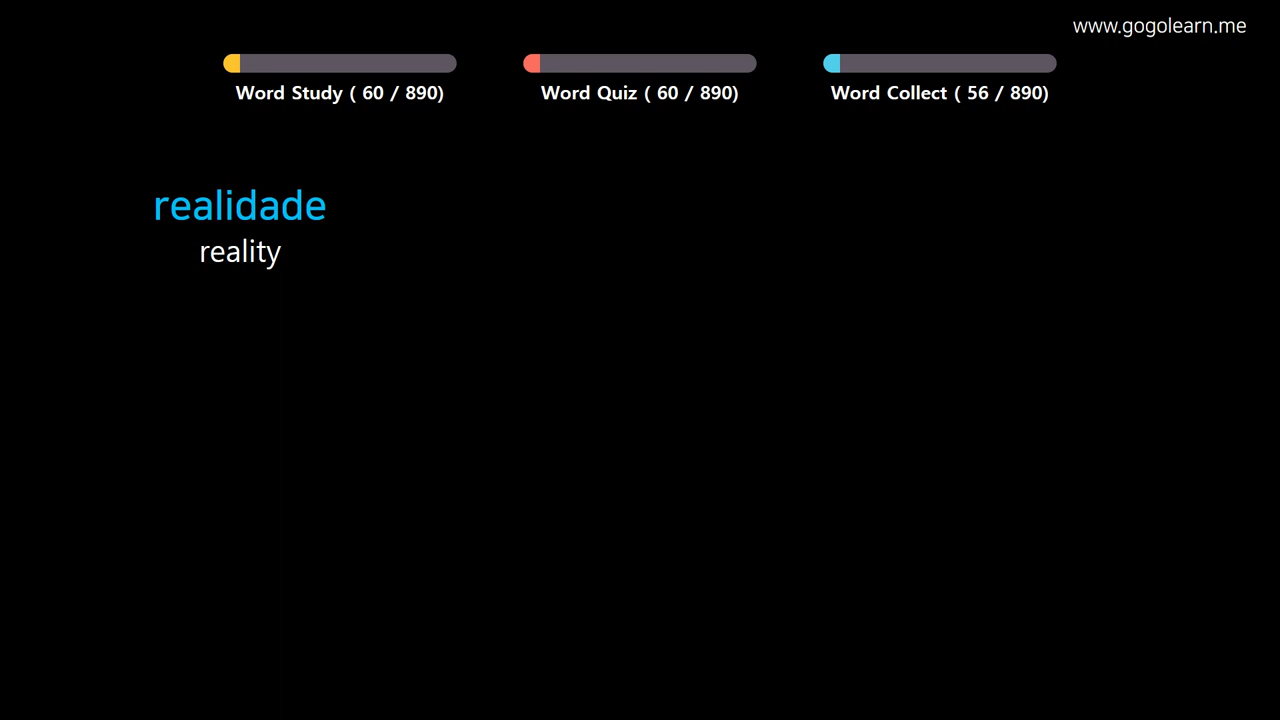 www.gogolearn.me
Word Study ( 60 / 890)
Word Quiz ( 60 / 890)
Word Collect ( 56 / 890)
realidade
reality